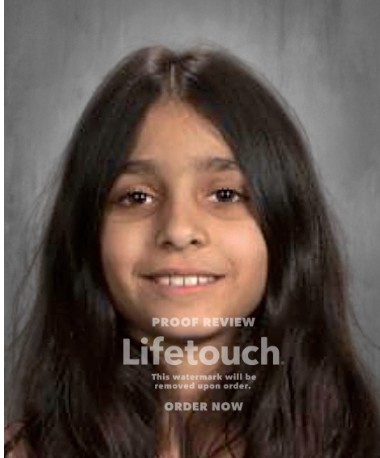 PROOF REVIEW
Lifetouch.
This watermark will be
removed upon order.
ORDER NOW